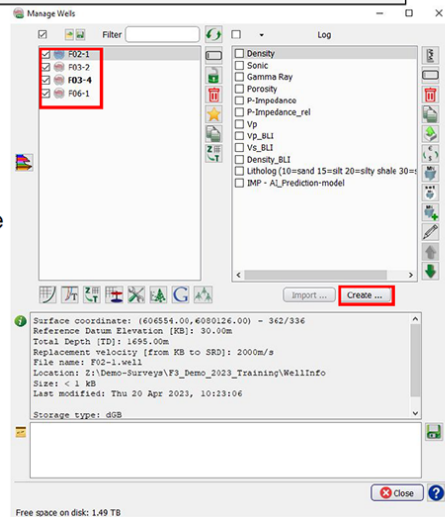 Manage Wells
Filter
Log
F02-1
F03-2
F03-4
F06-1
Density
Sonic
Gamma Ray
Porosity
P-Impedance
P-Impedance_rel
Vp
Vp_BLI
Vs_BLI
Density_BLI
Litholog (10=sand 15=silt 20=silty shale 30=s
IMP - AI_Prediction-model
e
Import ...
Create ...
Surface coordinate: (606554.00,6080126.00) - 362/336
Reference Datum Elevation [KB]: 30.00m
Total Depth [TD]: 1695.00m
Replacement velocity [from KB to SRD]: 2000m/s
File name: F02-1.well
Location: Z:\Demo-Surveys\F3_Demo_2023_Training\WellInfo
Size: < 1 kB
Last modified: Thu 20 Apr 2023, 10:23:06
Storage type: dGB
Close
Free space on disk: 1.49 TB